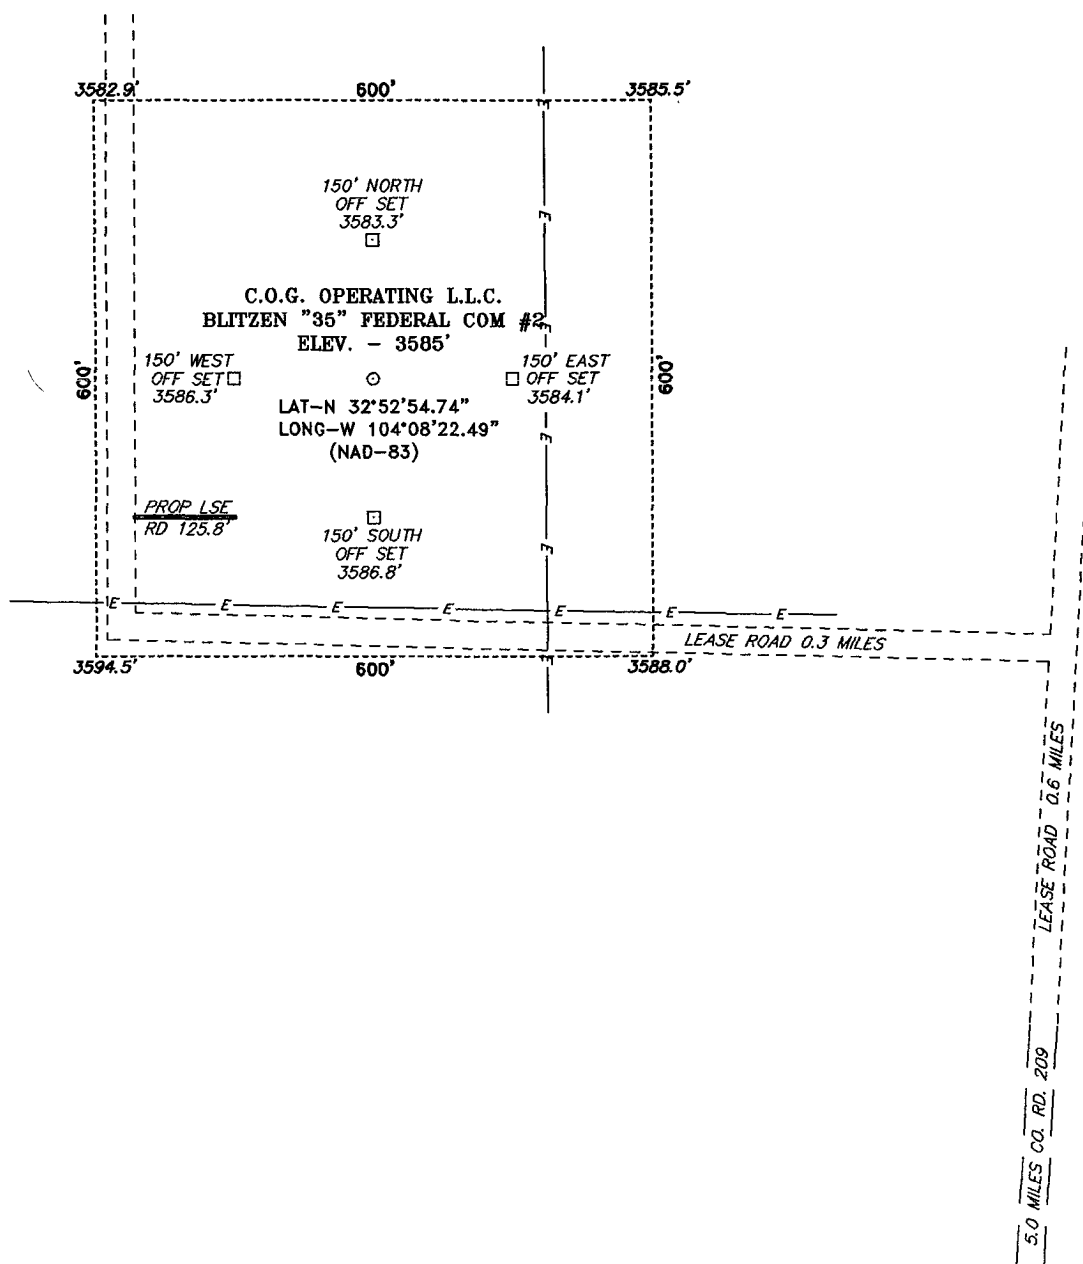 3582.9'
600'
3585.5'
E
150' NORTH
OFF SET
3583.3'
E
C.O.G. OPERATING L.L.C.
BLITZEN "35" FEDERAL COM #2
ELEV. - 3585'
E
150' WEST
OFF SET
3586.3'
150' EAST
OFF SET
3584.1'
600'
600'
LAT-N 32°52'54.74"
LONG-W 104°08'22.49"
(NAD-83)
E
PROP LSE
RD 125.8'
150' SOUTH
OFF SET
3586.8'
E
E E E E E E E
LEASE ROAD 0.3 MILES
3594.5'
600'
E
3588.0'
LEASE ROAD 0.6 MILES
5.0 MILES CO. RD. 209